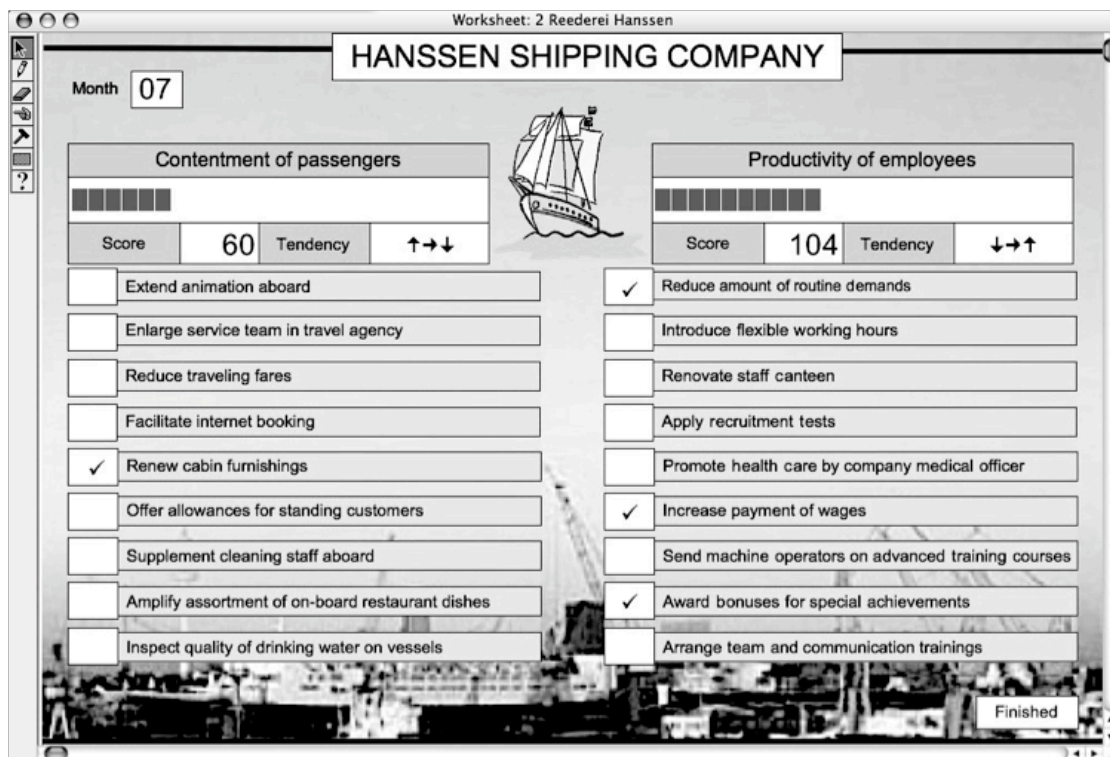 Worksheet: 2 Reederei Hanssen
HANSSEN SHIPPING COMPANY
Month 07
Contentment of passengers
Score 60 Tendency ↑→↓
Extend animation aboard
Enlarge service team in travel agency
Reduce traveling fares
Facilitate internet booking
✓ Renew cabin furnishings
Offer allowances for standing customers
Supplement cleaning staff aboard
Amplify assortment of on-board restaurant dishes
Inspect quality of drinking water on vessels
Productivity of employees
Score 104 Tendency ↓→↑
✓ Reduce amount of routine demands
Introduce flexible working hours
Renovate staff canteen
Apply recruitment tests
Promote health care by company medical officer
✓ Increase payment of wages
Send machine operators on advanced training courses
✓ Award bonuses for special achievements
Arrange team and communication trainings
Finished
?